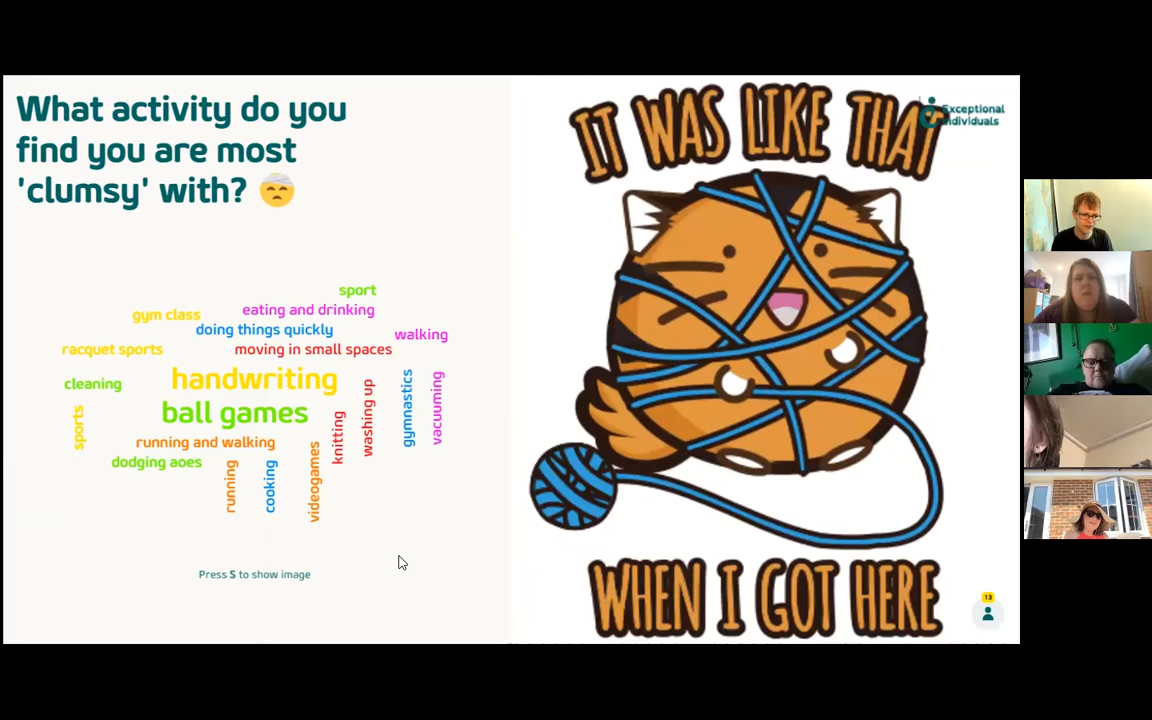 What activity do you
find you are most
'clumsy' with?
sport
gym class
eating and drinking
doing things quickly
walking
racquet sports
moving in small spaces
cleaning
handwriting
sports
ball games
knitting
washing up
gymnastics
vacuuming
running and walking
dodging aoes
running
cooking
videogames
Press S to show image
IT WAS LIKE THAT
Exceptional
Individuals
WHEN I GOT HERE
13